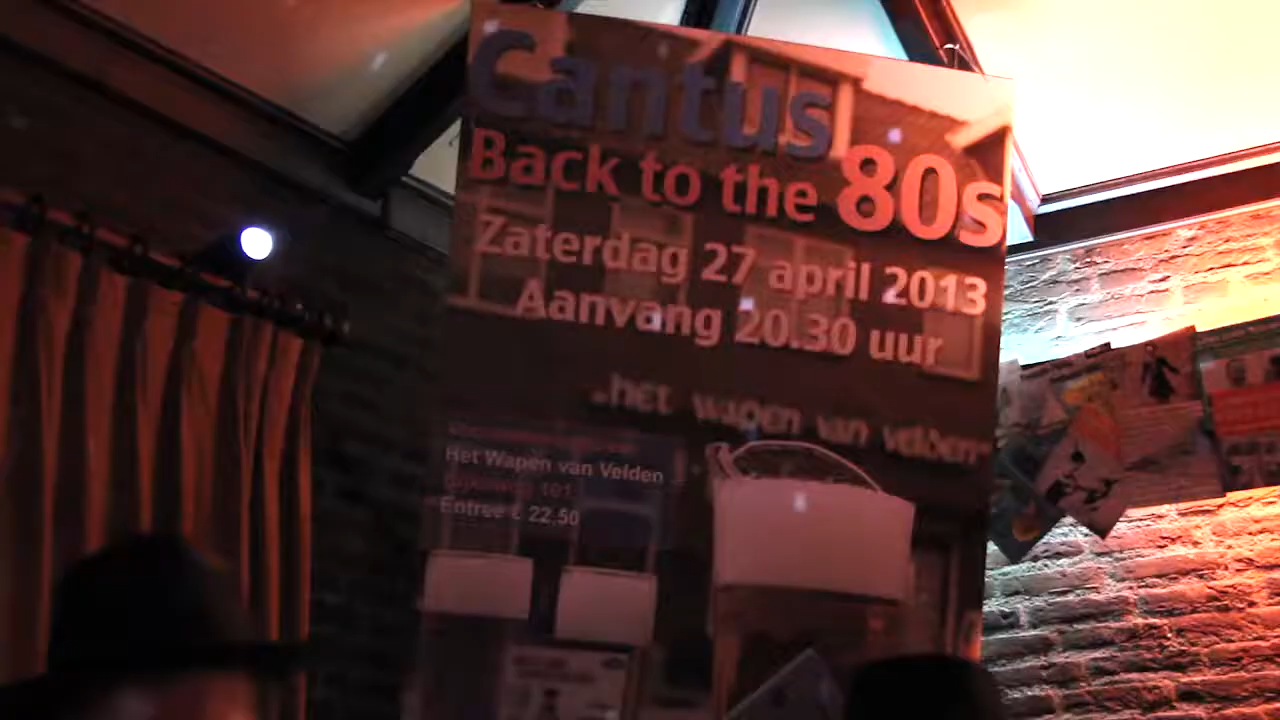 Cantus
Back to the 80s
Zaterdag 27 april 2013
Aanvang 20.30 uur
het wapen van velden
Het Wapen van Velden
101
Entree € 22,50